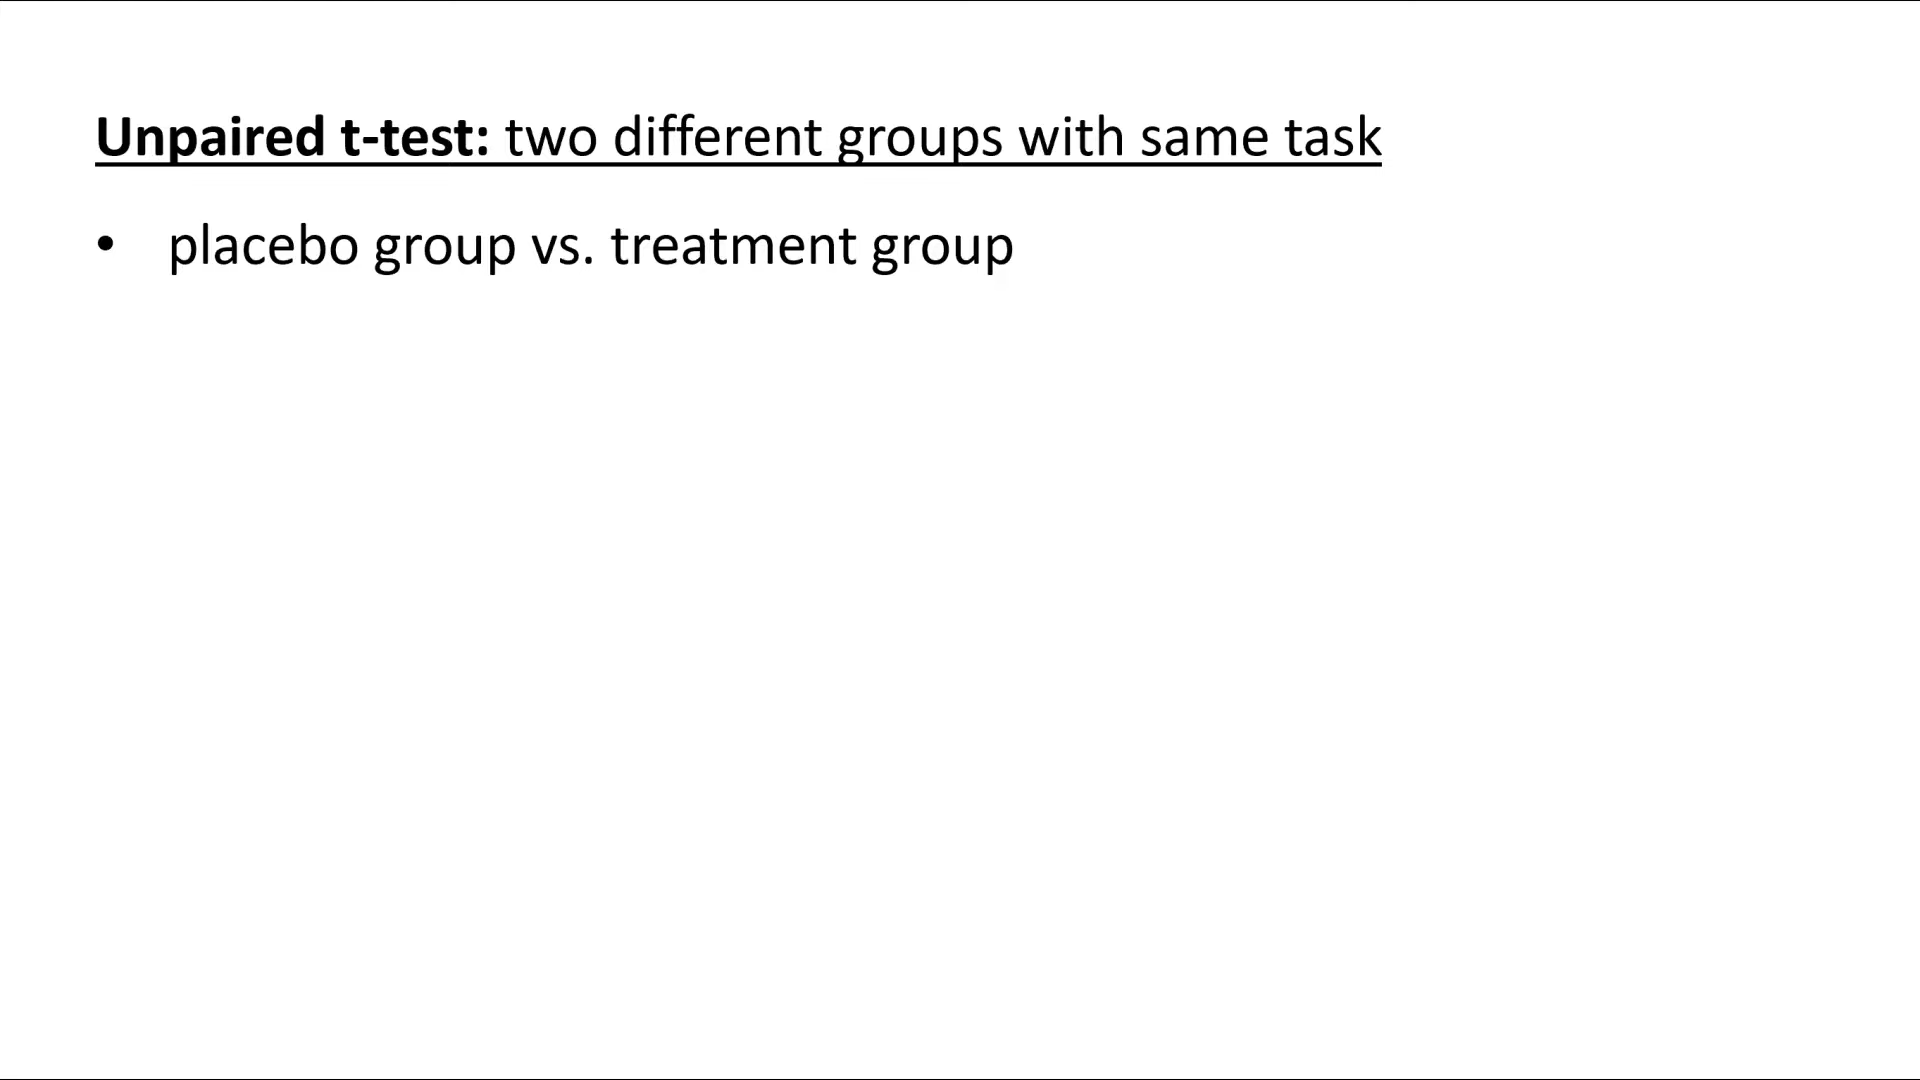 Unpaired t-test: two different groups with same task
• placebo group vs. treatment group